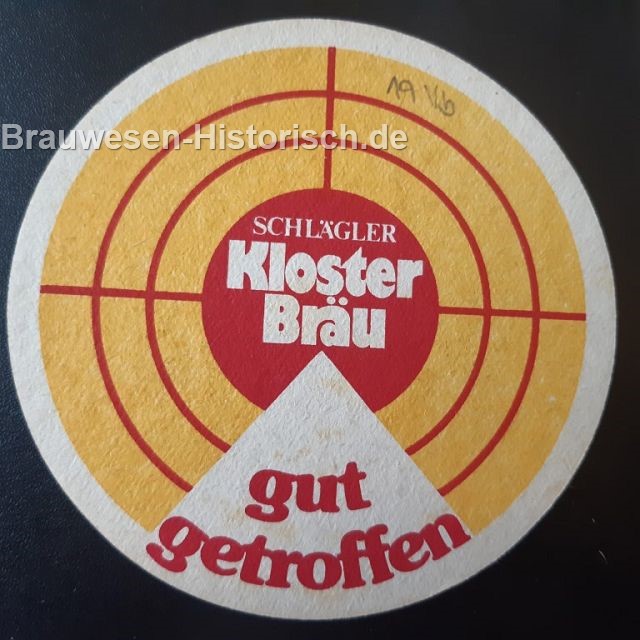 Brauwesen-Historisch.de
SCHLÄGLER
Kloster
Bräu
gut
getroffen